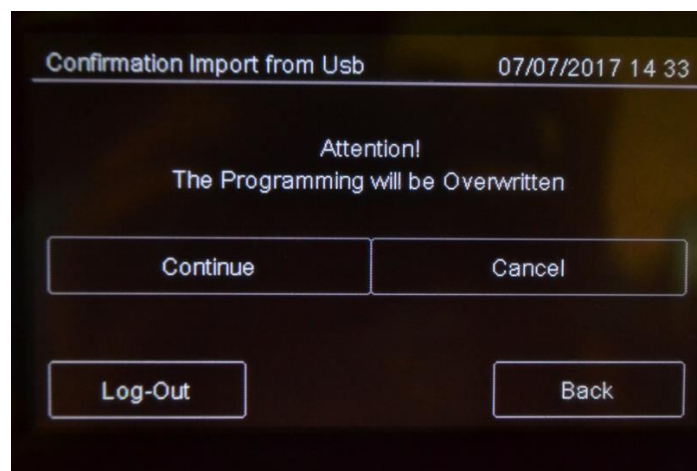 Confirmation Import from Usb 07/07/2017 14 33
Attention!
The Programming will be Overwritten
Continue Cancel
Log-Out Back